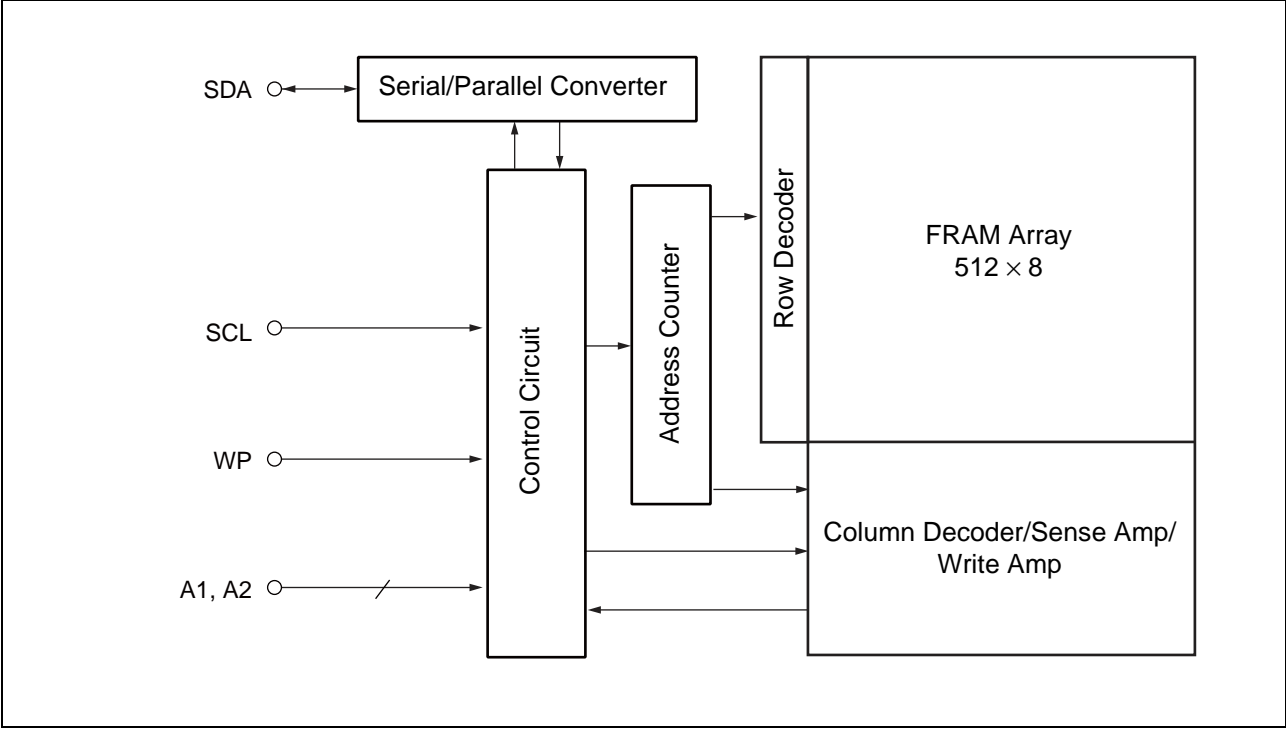 SDA
Serial/Parallel Converter
SCL
WP
A1, A2
Control Circuit
Address Counter
Row Decoder
FRAM Array
512 × 8
Column Decoder/Sense Amp/
Write Amp